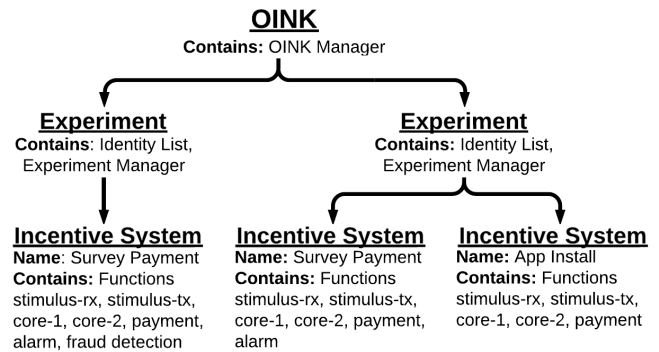 OINK
Contains: OINK Manager
Experiment
Contains: Identity List,
Experiment Manager
Experiment
Contains: Identity List,
Experiment Manager
Incentive System
Name: Survey Payment
Contains: Functions
stimulus-rx, stimulus-tx,
core-1, core-2, payment,
alarm, fraud detection
Incentive System
Name: Survey Payment
Contains: Functions
stimulus-rx, stimulus-tx,
core-1, core-2, payment,
alarm
Incentive System
Name: App Install
Contains: Functions
stimulus-rx, stimulus-tx,
core-1, core-2, payment